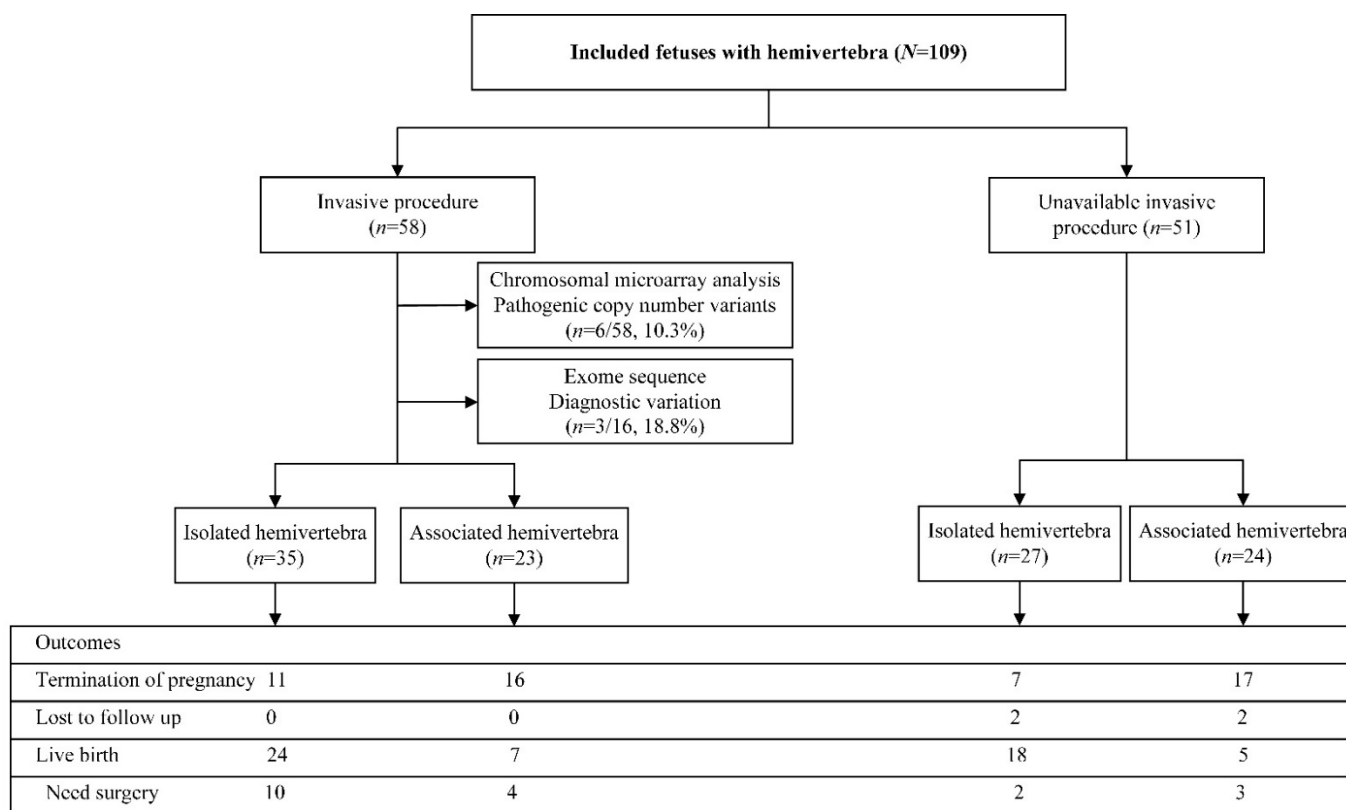 Included fetuses with hemivertebra (N=109)
Invasive procedure
(n=58)
Unavailable invasive
procedure (n=51)
Chromosomal microarray analysis
Pathogenic copy number variants
(n=6/58, 10.3%)
Exome sequence
Diagnostic variation
(n=3/16, 18.8%)
Isolated hemivertebra
(n=35)
Associated hemivertebra
(n=23)
Isolated hemivertebra
(n=27)
Associated hemivertebra
(n=24)
Outcomes
Termination of pregnancy 11 16 7 17
Lost to follow up 0 0 2 2
Live birth 24 7 18 5
Need surgery 10 4 2 3